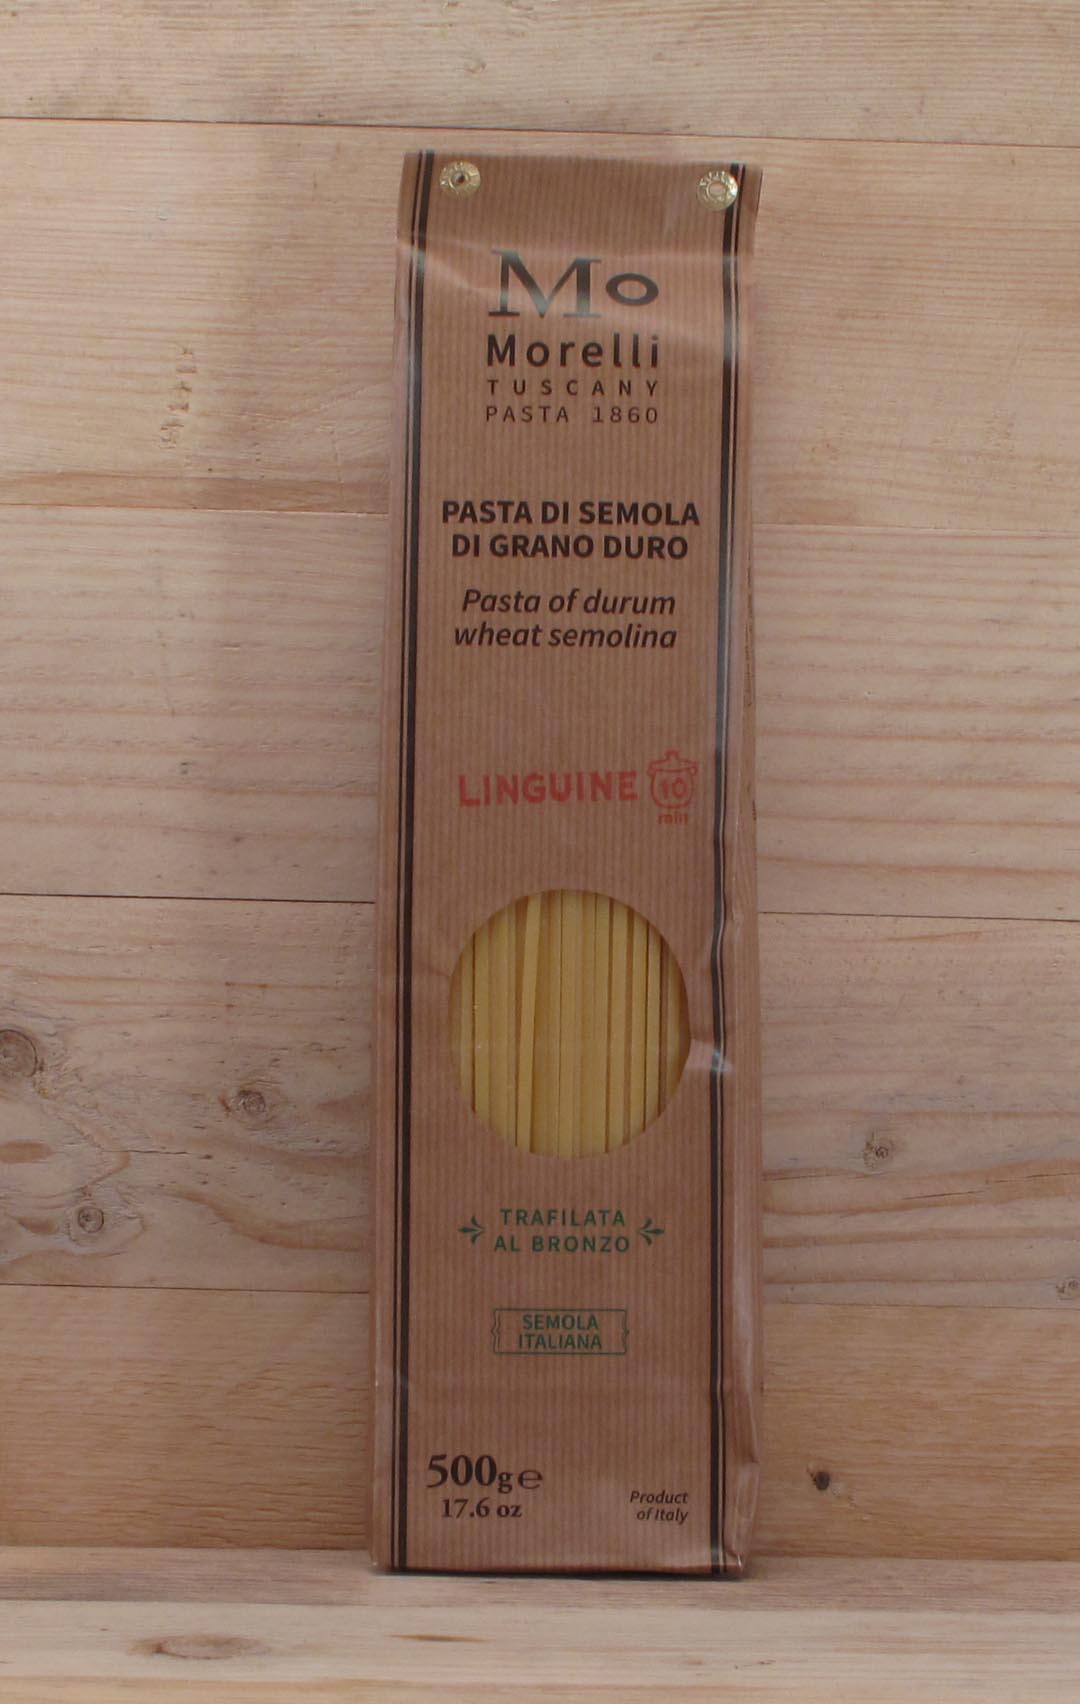 Mo
Morelli
TUSCANY
PASTA 1860
PASTA DI SEMOLA
DI GRANO DURO
Pasta of durum
wheat semolina
LINGUINE 10
min
TRAFILATA
AL BRONZO
SEMOLA
ITALIANA
500g℮
17.6 oz
Product
of Italy